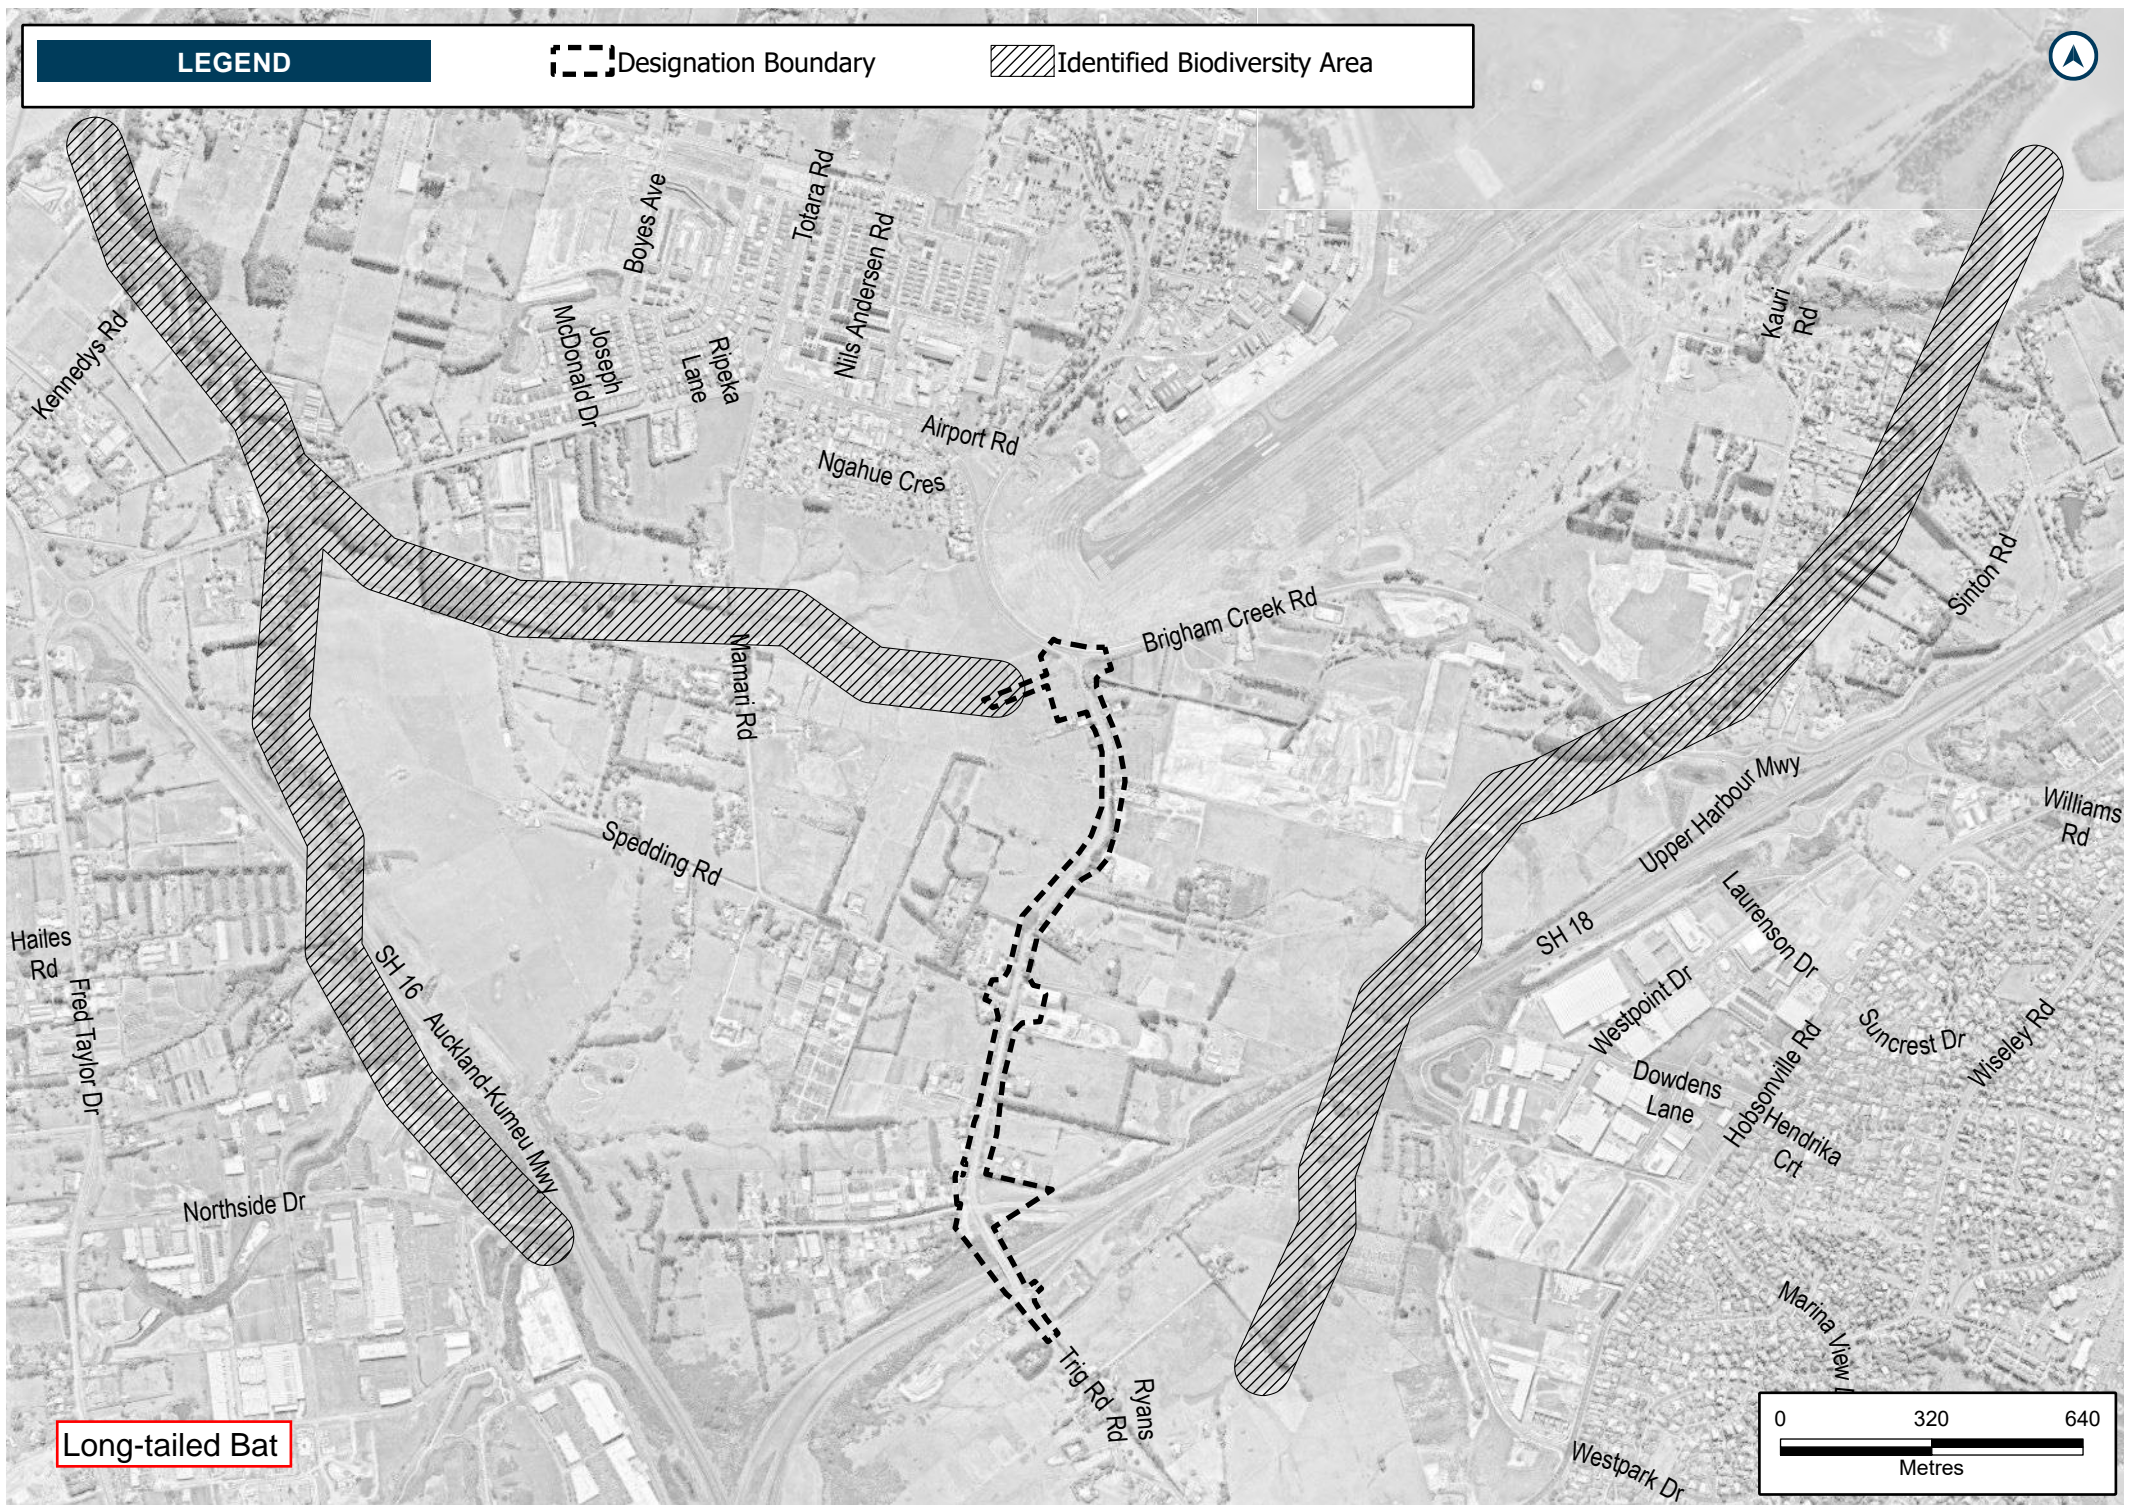 LEGEND
Designation Boundary
Identified Biodiversity Area
Boyes Ave
Totara Rd
Nils Andersen Rd
Kauri
Rd
Kennedys Rd
Joseph
McDonald Dr
Ripeka
Lane
Airport Rd
Ngahue Cres
Sinton Rd
Brigham Creek Rd
Mamari Rd
Upper Harbour Mwy
Williams
Rd
Spedding Rd
Laurenson Dr
SH 18
Hailes
Rd
SH 16
Fred Taylor Dr
Auckland-Kumeu Mwy
Westpoint Dr
Suncrest Dr
Wiseley Rd
Dowdens
Lane
Hobsonville Rd
Hendrika
Crt
Northside Dr
Marina View
Trig Rd
Ryans
Rd
Westpark Dr
Long-tailed Bat
0 320 640
Metres